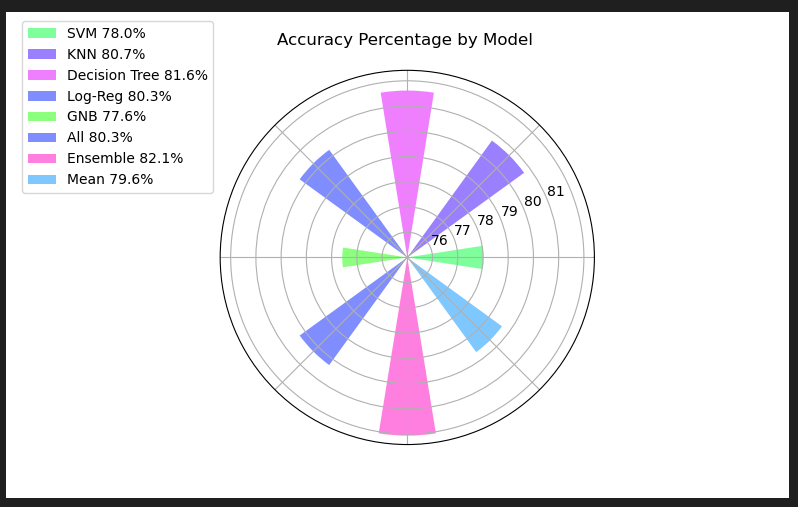 Accuracy Percentage by Model
SVM 78.0%
KNN 80.7%
Decision Tree 81.6%
Log-Reg 80.3%
GNB 77.6%
All 80.3%
Ensemble 82.1%
Mean 79.6%
76
77
78
79
80
81